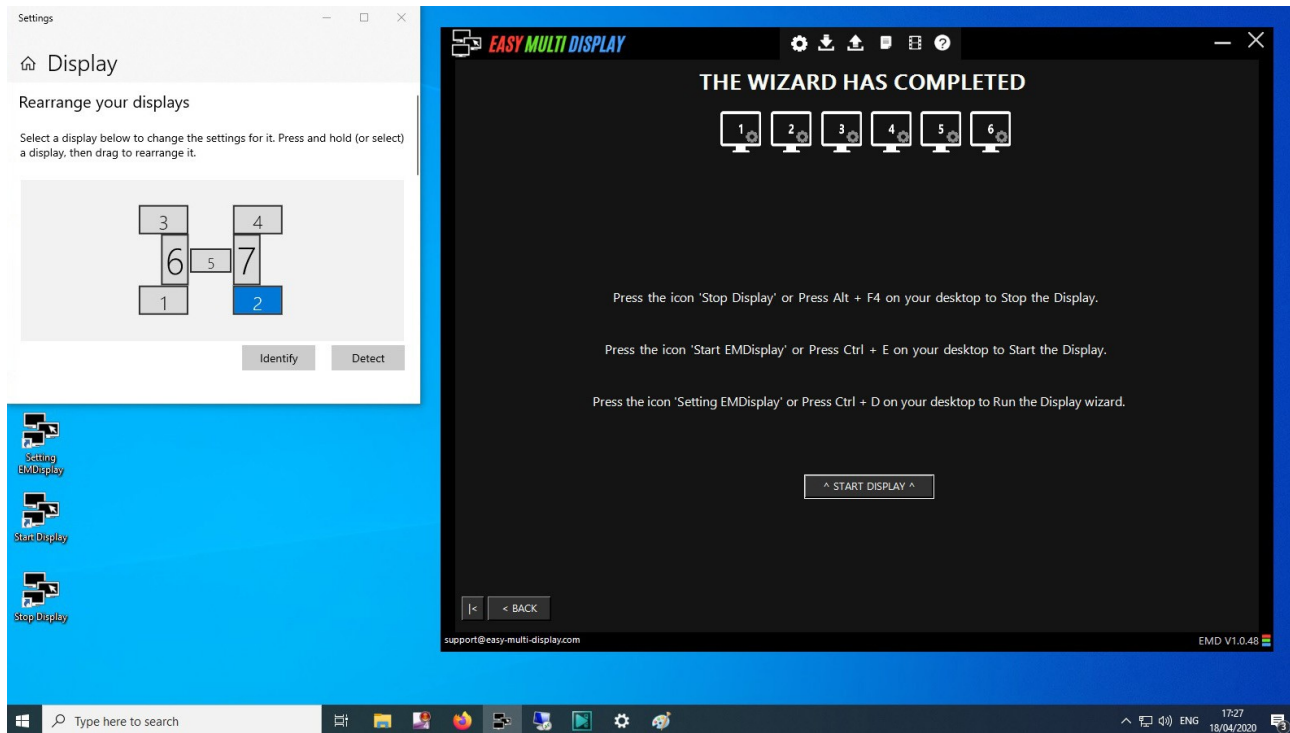 Settings
Display
Rearrange your displays
Select a display below to change the settings for it. Press and hold (or select)
a display, then drag to rearrange it.
3 4
6 5 7
1 2
Identify Detect
Setting
EMDisplay
Start Display
Stop Display
EASY MULTI DISPLAY
THE WIZARD HAS COMPLETED
1 2 3 4 5 6
Press the icon 'Stop Display' or Press Alt + F4 on your desktop to Stop the Display.
Press the icon 'Start EMDisplay' or Press Ctrl + E on your desktop to Start the Display.
Press the icon 'Setting EMDisplay' or Press Ctrl + D on your desktop to Run the Display wizard.
^ START DISPLAY ^
|< < BACK
support@easy-multi-display.com EMD V1.0.48
Type here to search
ENG
17:27
18/04/2020
3